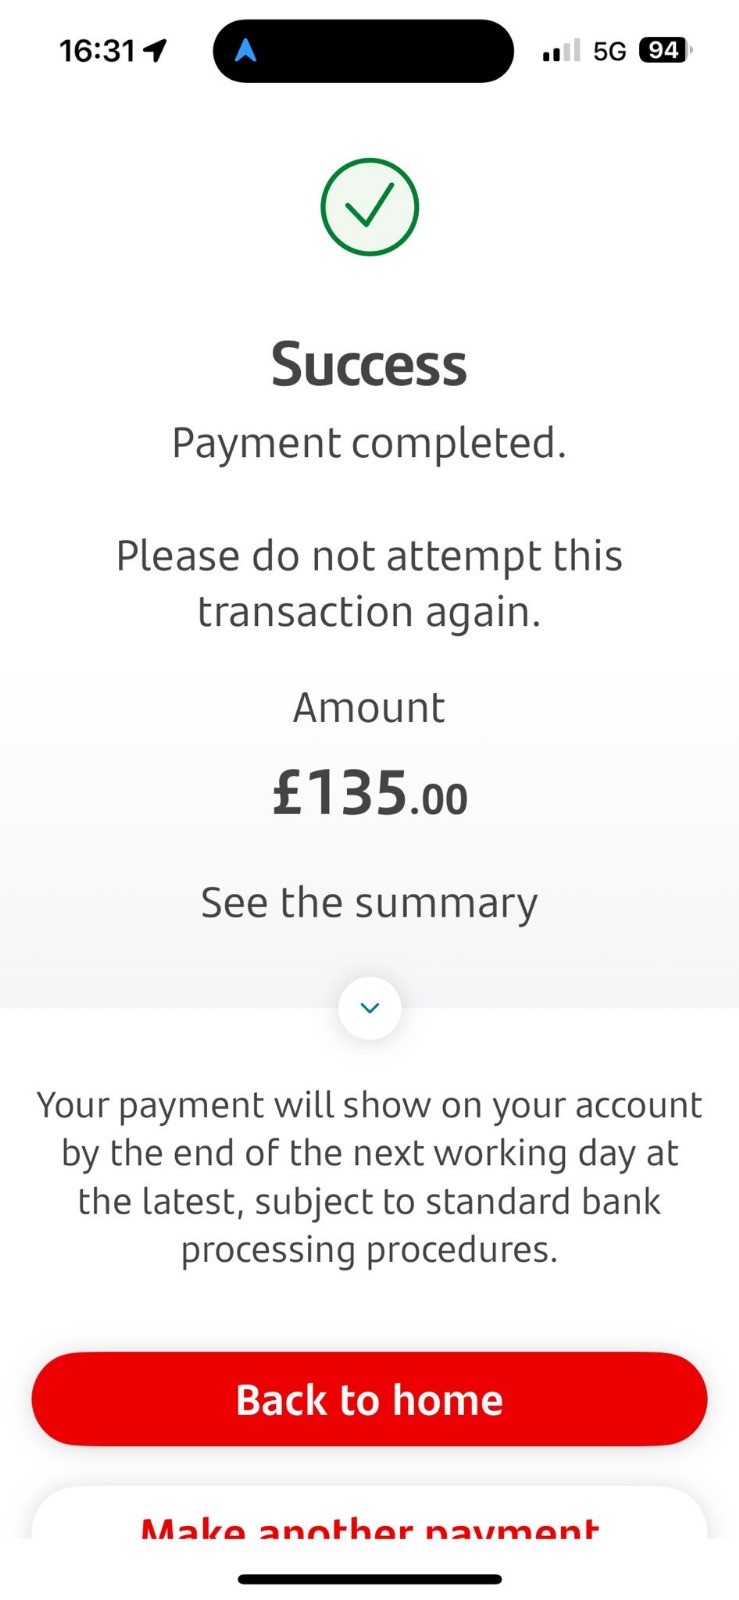 16:31
5G
94
Success
Payment completed.
Please do not attempt this
transaction again.
Amount
£135.00
See the summary
Your payment will show on your account
by the end of the next working day at
the latest, subject to standard bank
processing procedures.
Back to home
Make another payment